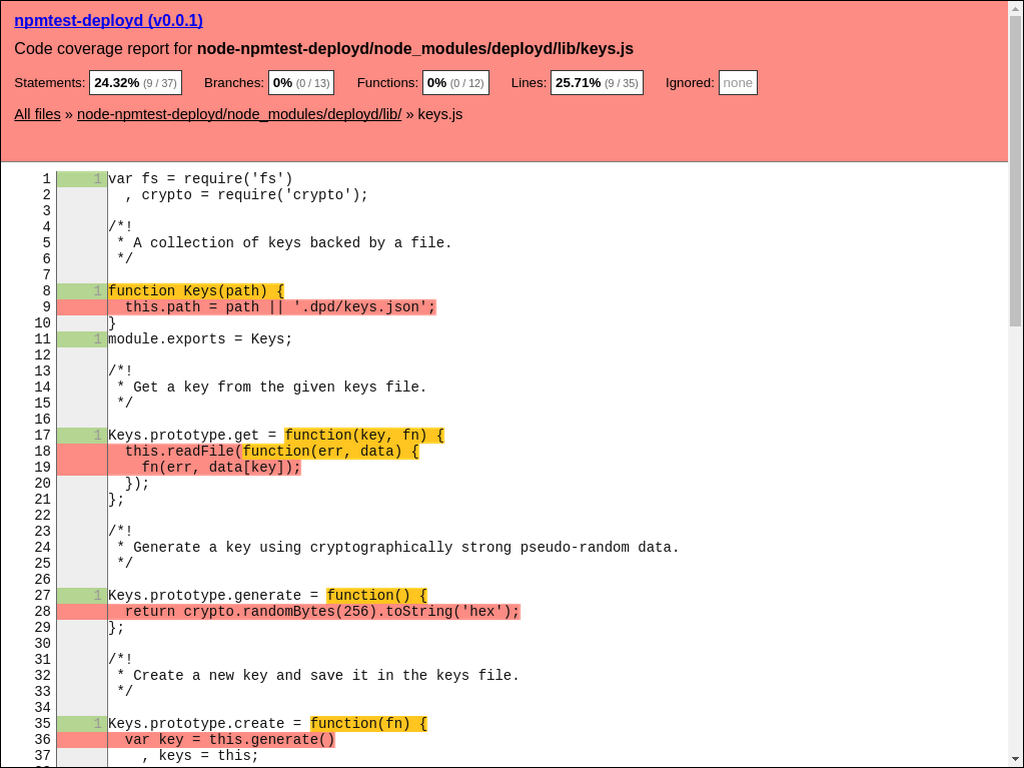 npmtest-deployd (v0.0.1)
Code coverage report for node-npmtest-deployd/node_modules/deployd/lib/keys.js
Statements: 24.32% (9 / 37) Branches: 0% (0 / 13) Functions: 0% (0 / 12) Lines: 25.71% (9 / 35) Ignored: none
All files » node-npmtest-deployd/node_modules/deployd/lib/ » keys.js
1 1 var fs = require('fs')
2   , crypto = require('crypto');
3
4 /*!
5  * A collection of keys backed by a file.
6  */
7
8 1 function Keys(path) {
9   this.path = path || '.dpd/keys.json';
10 }
11 1 module.exports = Keys;
12
13 /*!
14  * Get a key from the given keys file.
15  */
16
17 1 Keys.prototype.get = function(key, fn) {
18   this.readFile(function(err, data) {
19     fn(err, data[key]);
20   });
21 };
22
23 /*!
24  * Generate a key using cryptographically strong pseudo-random data.
25  */
26
27 1 Keys.prototype.generate = function() {
28   return crypto.randomBytes(256).toString('hex');
29 };
30
31 /*!
32  * Create a new key and save it in the keys file.
33  */
34
35 1 Keys.prototype.create = function(fn) {
36   var key = this.generate()
37     , keys = this;